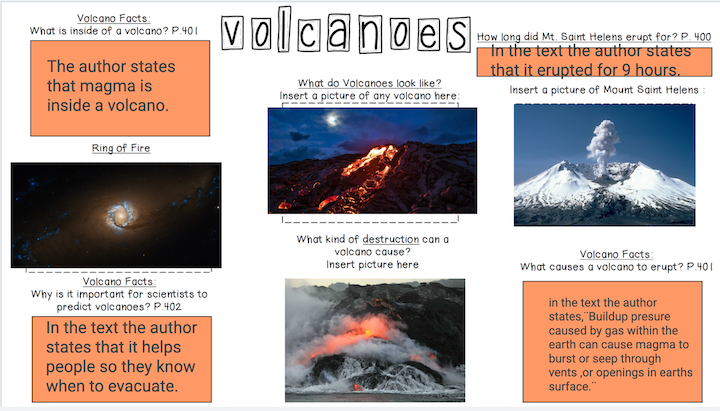 Volcano Facts:
What is inside of a volcano? P.401
The author states
that magma is
inside a volcano.
Ring of Fire
Volcano Facts:
Why is it important for scientists to
predict volcanoes? P.402
In the text the author
states that it helps
people so they know
when to evacuate.
volcanoes
What do Volcanoes look like?
Insert a picture of any volcano here:
What kind of destruction can a
volcano cause?
Insert picture here
How long did Mt. Saint Helens erupt for? P. 400
In the text the author states
that it erupted for 9 hours.
Insert a picture of Mount Saint Helens :
Volcano Facts:
What causes a volcano to erupt? P.401
in the text the author
states,¨Buildup presure
caused by gas within the
earth can cause magma to
burst or seep through
vents ,or openings in earths
surface.¨